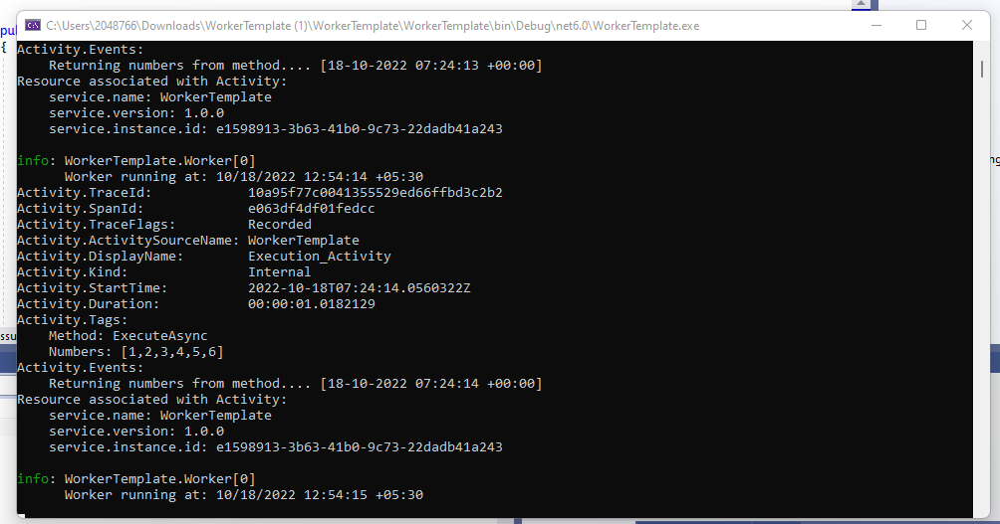 C:\Users\2048766\Downloads\WorkerTemplate (1)\WorkerTemplate\WorkerTemplate\bin\Debug\net6.0\WorkerTemplate.exe
Activity.Events:
    Returning numbers from method.... [18-10-2022 07:24:13 +00:00]
Resource associated with Activity:
    service.name: WorkerTemplate
    service.version: 1.0.0
    service.instance.id: e1598913-3b63-41b0-9c73-22dadb41a243
info: WorkerTemplate.Worker[0]
      Worker running at: 10/18/2022 12:54:14 +05:30
Activity.TraceId:            10a95f77c0041355529ed66ffbd3c2b2
Activity.SpanId:             e063df4df01fedcc
Activity.TraceFlags:         Recorded
Activity.ActivitySourceName: WorkerTemplate
Activity.DisplayName:        Execution_Activity
Activity.Kind:               Internal
Activity.StartTime:          2022-10-18T07:24:14.0560322Z
Activity.Duration:           00:00:01.0182129
Activity.Tags:
    Method: ExecuteAsync
    Numbers: [1,2,3,4,5,6]
Activity.Events:
    Returning numbers from method.... [18-10-2022 07:24:14 +00:00]
Resource associated with Activity:
    service.name: WorkerTemplate
    service.version: 1.0.0
    service.instance.id: e1598913-3b63-41b0-9c73-22dadb41a243
info: WorkerTemplate.Worker[0]
      Worker running at: 10/18/2022 12:54:15 +05:30